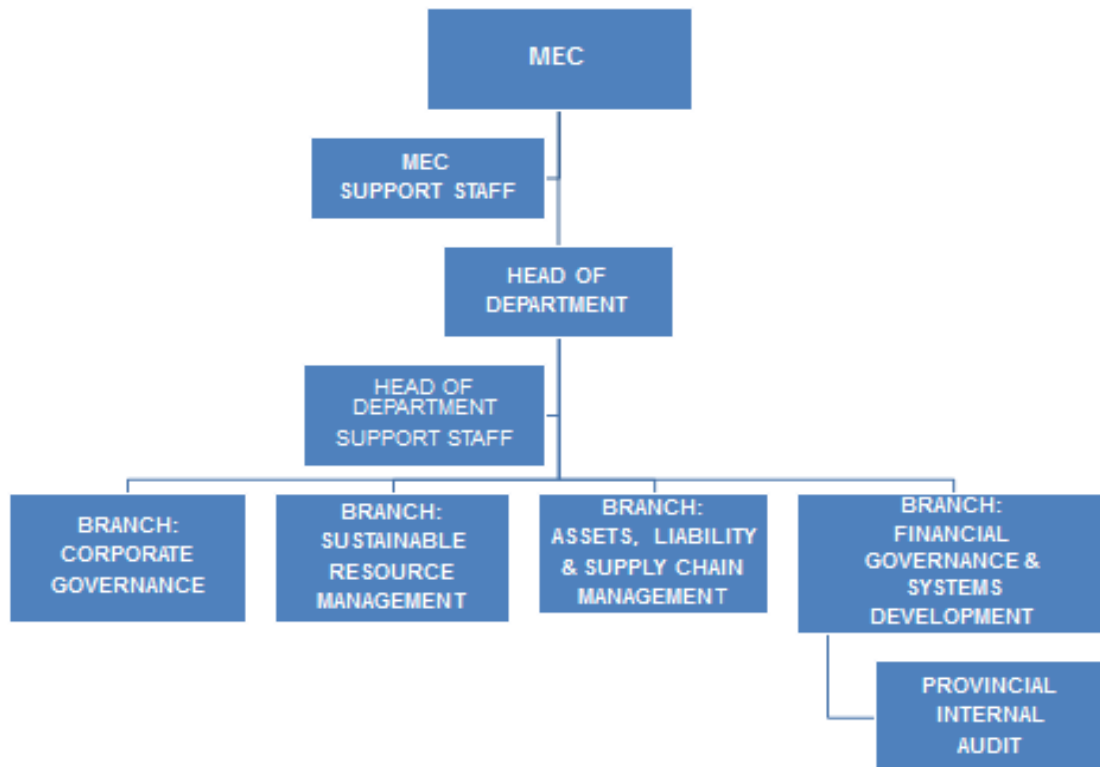 MEC
MEC
SUPPORT STAFF
HEAD OF
DEPARTMENT
HEAD OF
DEPARTMENT
SUPPORT STAFF
BRANCH:
CORPORATE
GOVERNANCE
BRANCH:
SUSTAINABLE
RESOURCE
MANAGEMENT
BRANCH:
ASSETS, LIABILITY
& SUPPLY CHAIN
MANAGEMENT
BRANCH:
FINANCIAL
GOVERNANCE &
SYSTEMS
DEVELOPMENT
PROVINCIAL
INTERNAL
AUDIT